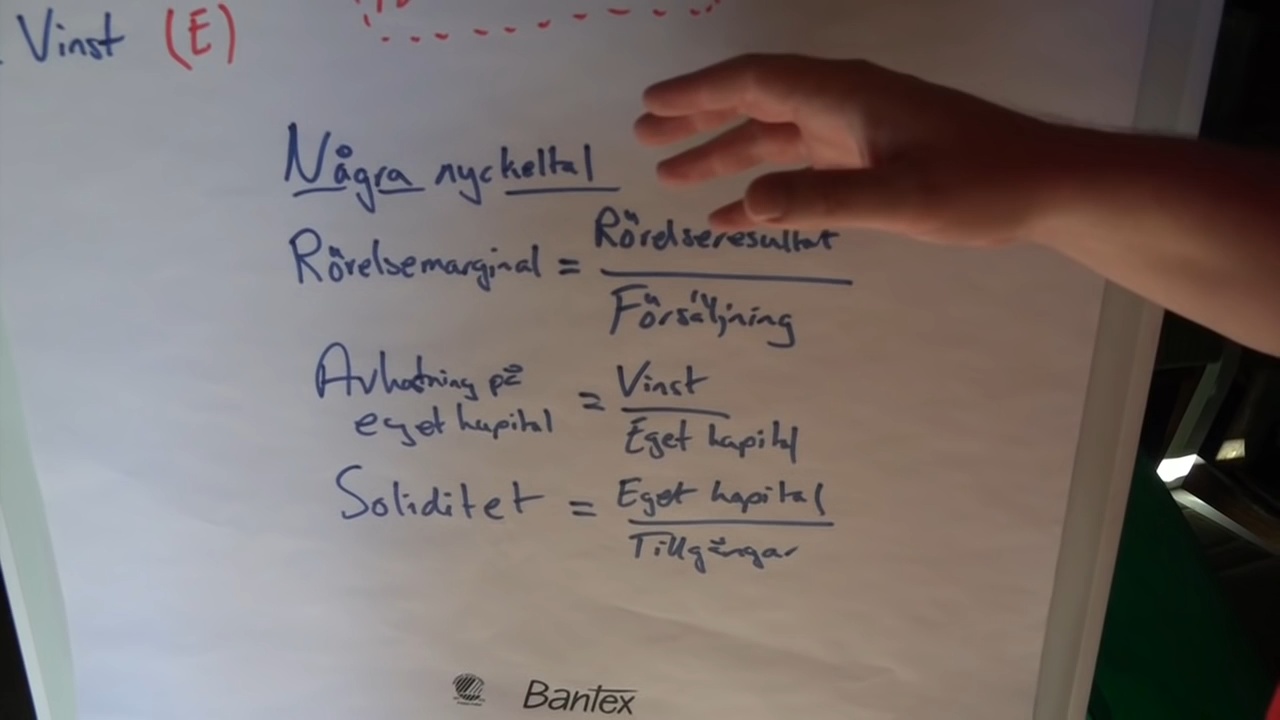 Vinst (E)
Några nyckeltal
Rörelsemarginal = Rörelseresultat
Försäljning
Avkastning på
eget kapital = Vinst
Eget kapital
Soliditet = Eget kapital
Tillgångar
Bantex